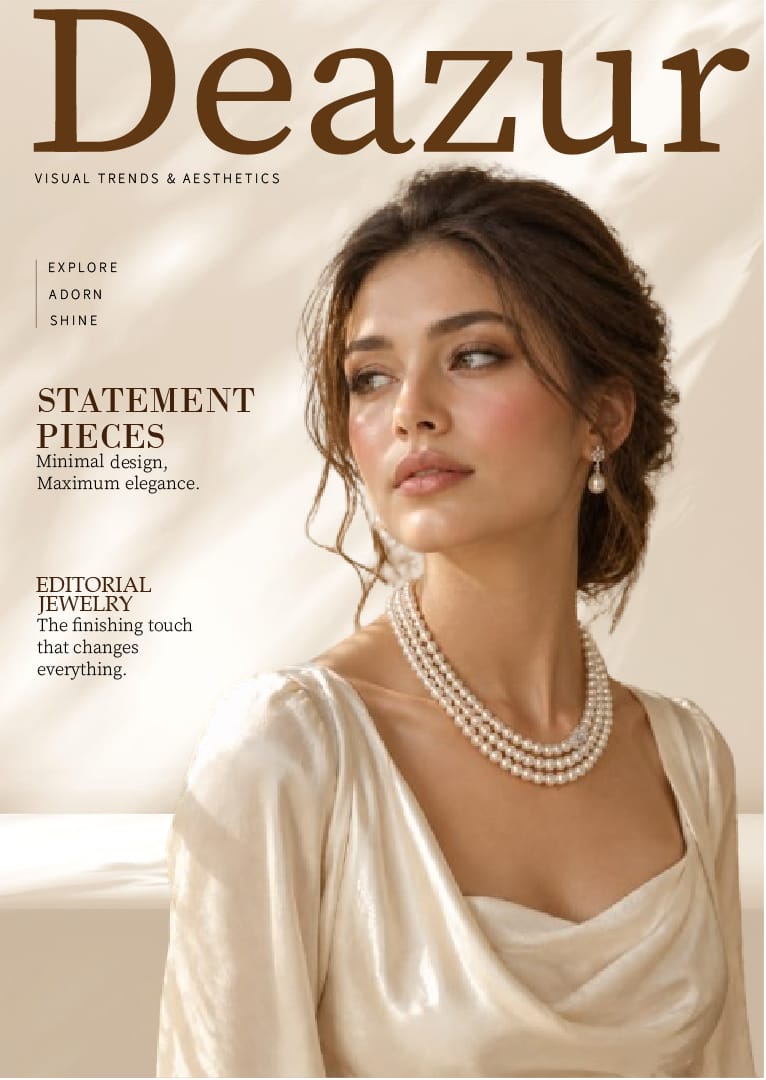 Deazur
VISUAL TRENDS & AESTHETICS
EXPLORE
ADORN
SHINE
STATEMENT
PIECES
Minimal design,
Maximum elegance.
EDITORIAL
JEWELRY
The finishing touch
that changes
everything.